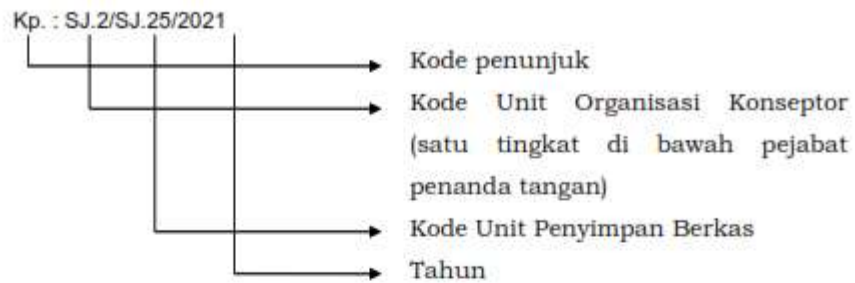 Kp. : SJ.2/SJ.25/2021
Kode penunjuk
Kode Unit Organisasi Konseptor
(satu tingkat di bawah pejabat
penanda tangan)
Kode Unit Penyimpan Berkas
Tahun